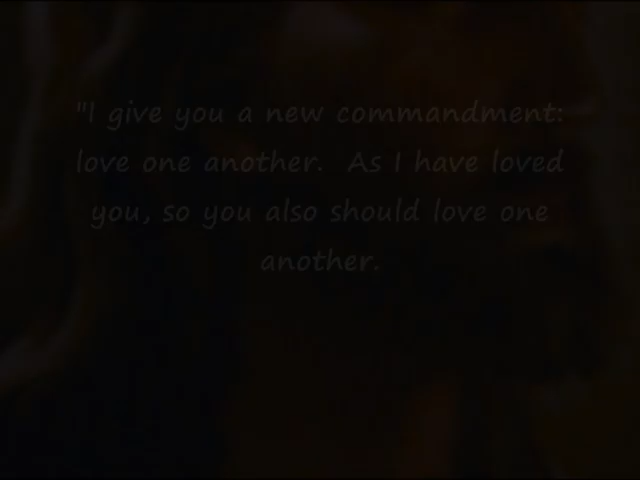 "I give you a new commandment:
love one another. As I have loved
you, so you also should love one
another.